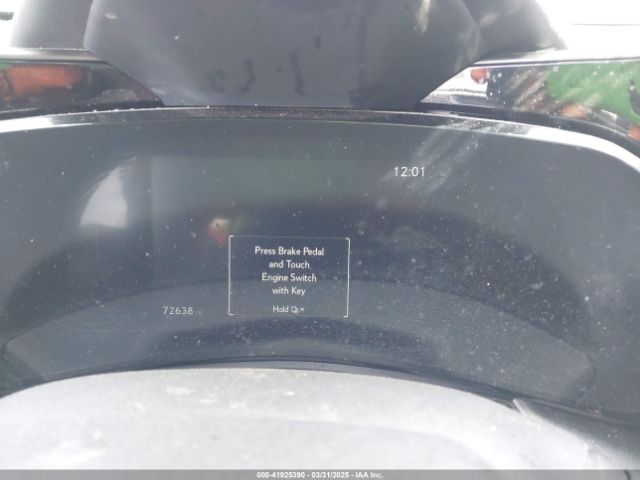 12:01
Press Brake Pedal
and Touch
Engine Switch
with Key
Hold
72638
000-41925390 - 03/31/2025 - IAA Inc.